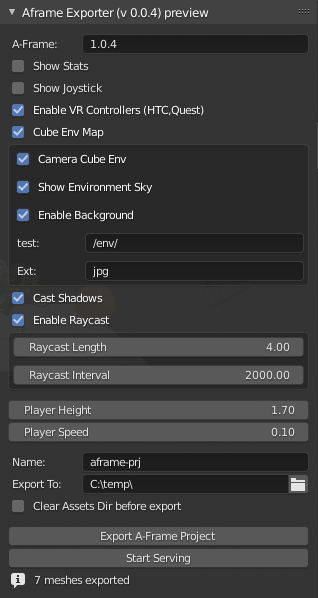 Aframe Exporter (v 0.0.4) preview
A-Frame: 1.0.4
Show Stats
Show Joystick
Enable VR Controllers (HTC,Quest)
Cube Env Map
Camera Cube Env
Show Environment Sky
Enable Background
test: /env/
Ext: jpg
Cast Shadows
Enable Raycast
Raycast Length 4.00
Raycast Interval 2000.00
Player Height 1.70
Player Speed 0.10
Name: aframe-prj
Export To: C:\temp\
Clear Assets Dir before export
Export A-Frame Project
Start Serving
7 meshes exported